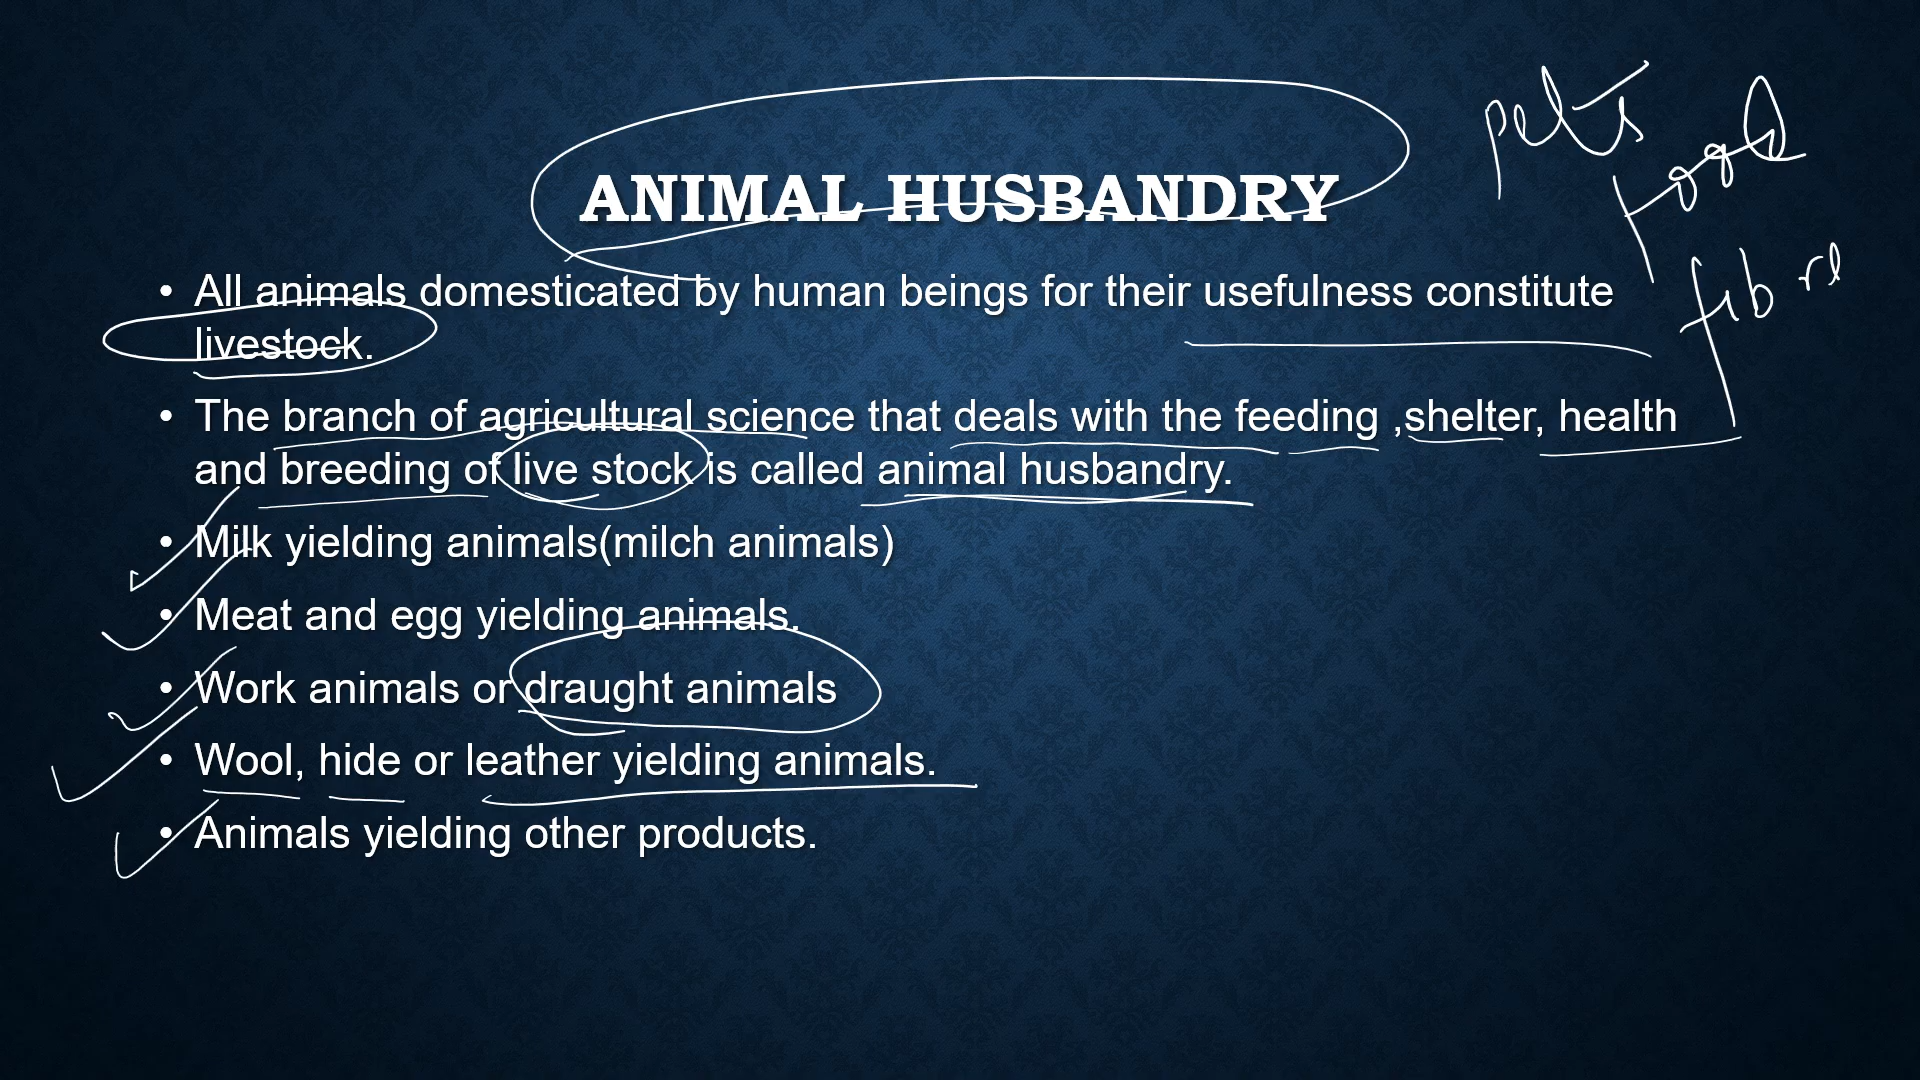 ANIMAL HUSBANDRY
pets
food
fibre
• All animals domesticated by human beings for their usefulness constitute
livestock.
• The branch of agricultural science that deals with the feeding ,shelter, health
and breeding of live stock is called animal husbandry.
• Milk yielding animals(milch animals)
• Meat and egg yielding animals.
• Work animals or draught animals
• Wool, hide or leather yielding animals.
• Animals yielding other products.